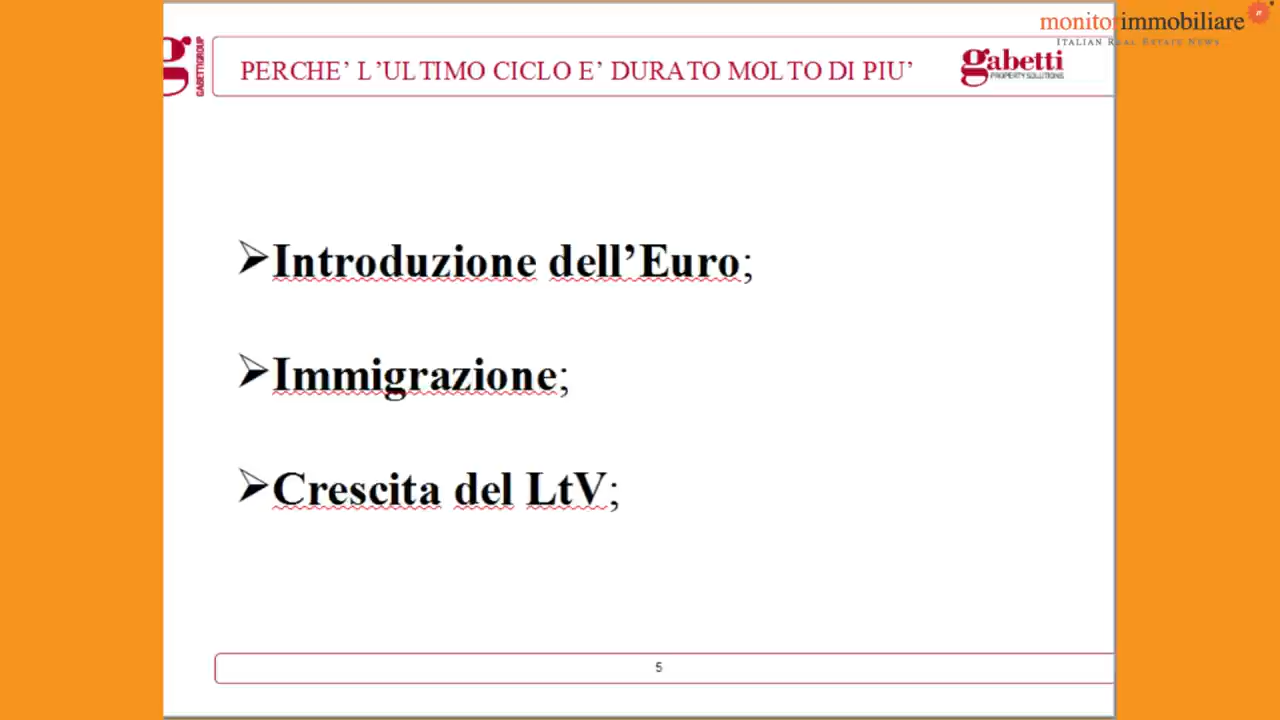 monitorimmobiliare
ITALIAN REAL ESTATE NEWS
g
GABETTIGROUP
PERCHE’ L’ULTIMO CICLO E’ DURATO MOLTO DI PIU’
gabetti
PROPERTY SOLUTIONS
➢Introduzione dell’Euro;
➢Immigrazione;
➢Crescita del LtV;
5